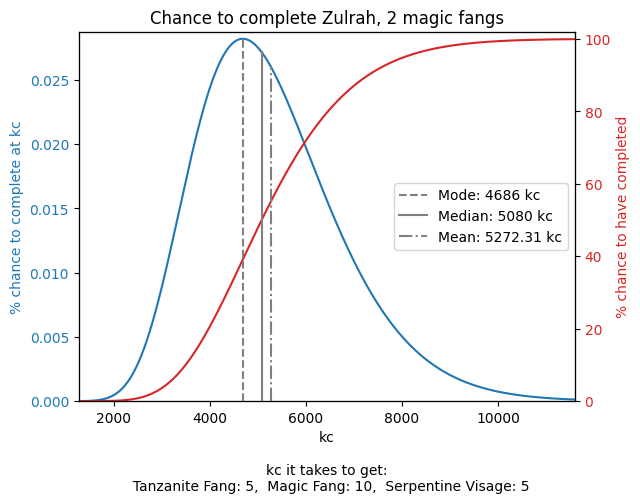 Chance to complete Zulrah, 2 magic fangs
% chance to complete at kc
0.025
0.020
0.015
0.010
0.005
0.000
2000 4000 6000 8000 10000
kc
100
80
60
40
20
0
% chance to have completed
Mode: 4686 kc
Median: 5080 kc
Mean: 5272.31 kc
kc it takes to get:
Tanzanite Fang: 5,  Magic Fang: 10,  Serpentine Visage: 5